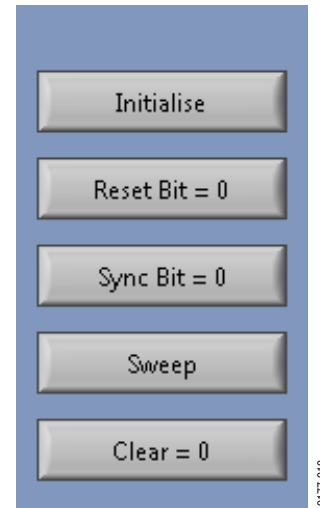 Initialise
Reset Bit = 0
Sync Bit = 0
Sweep
Clear = 0